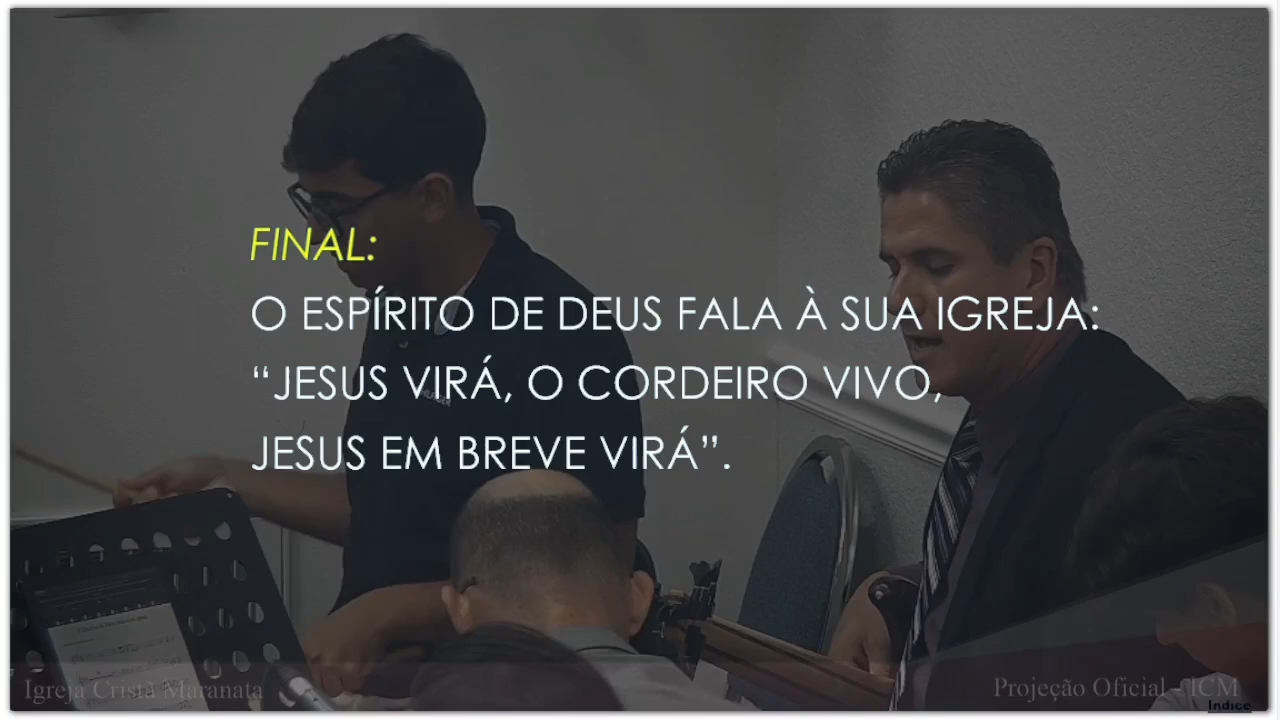 FINAL:
O ESPÍRITO DE DEUS FALA À SUA IGREJA:
“JESUS VIRÁ, O CORDEIRO VIVO,
JESUS EM BREVE VIRÁ”.
Igreja Cristã Maranata
Projeção Oficial - ICM
Índice